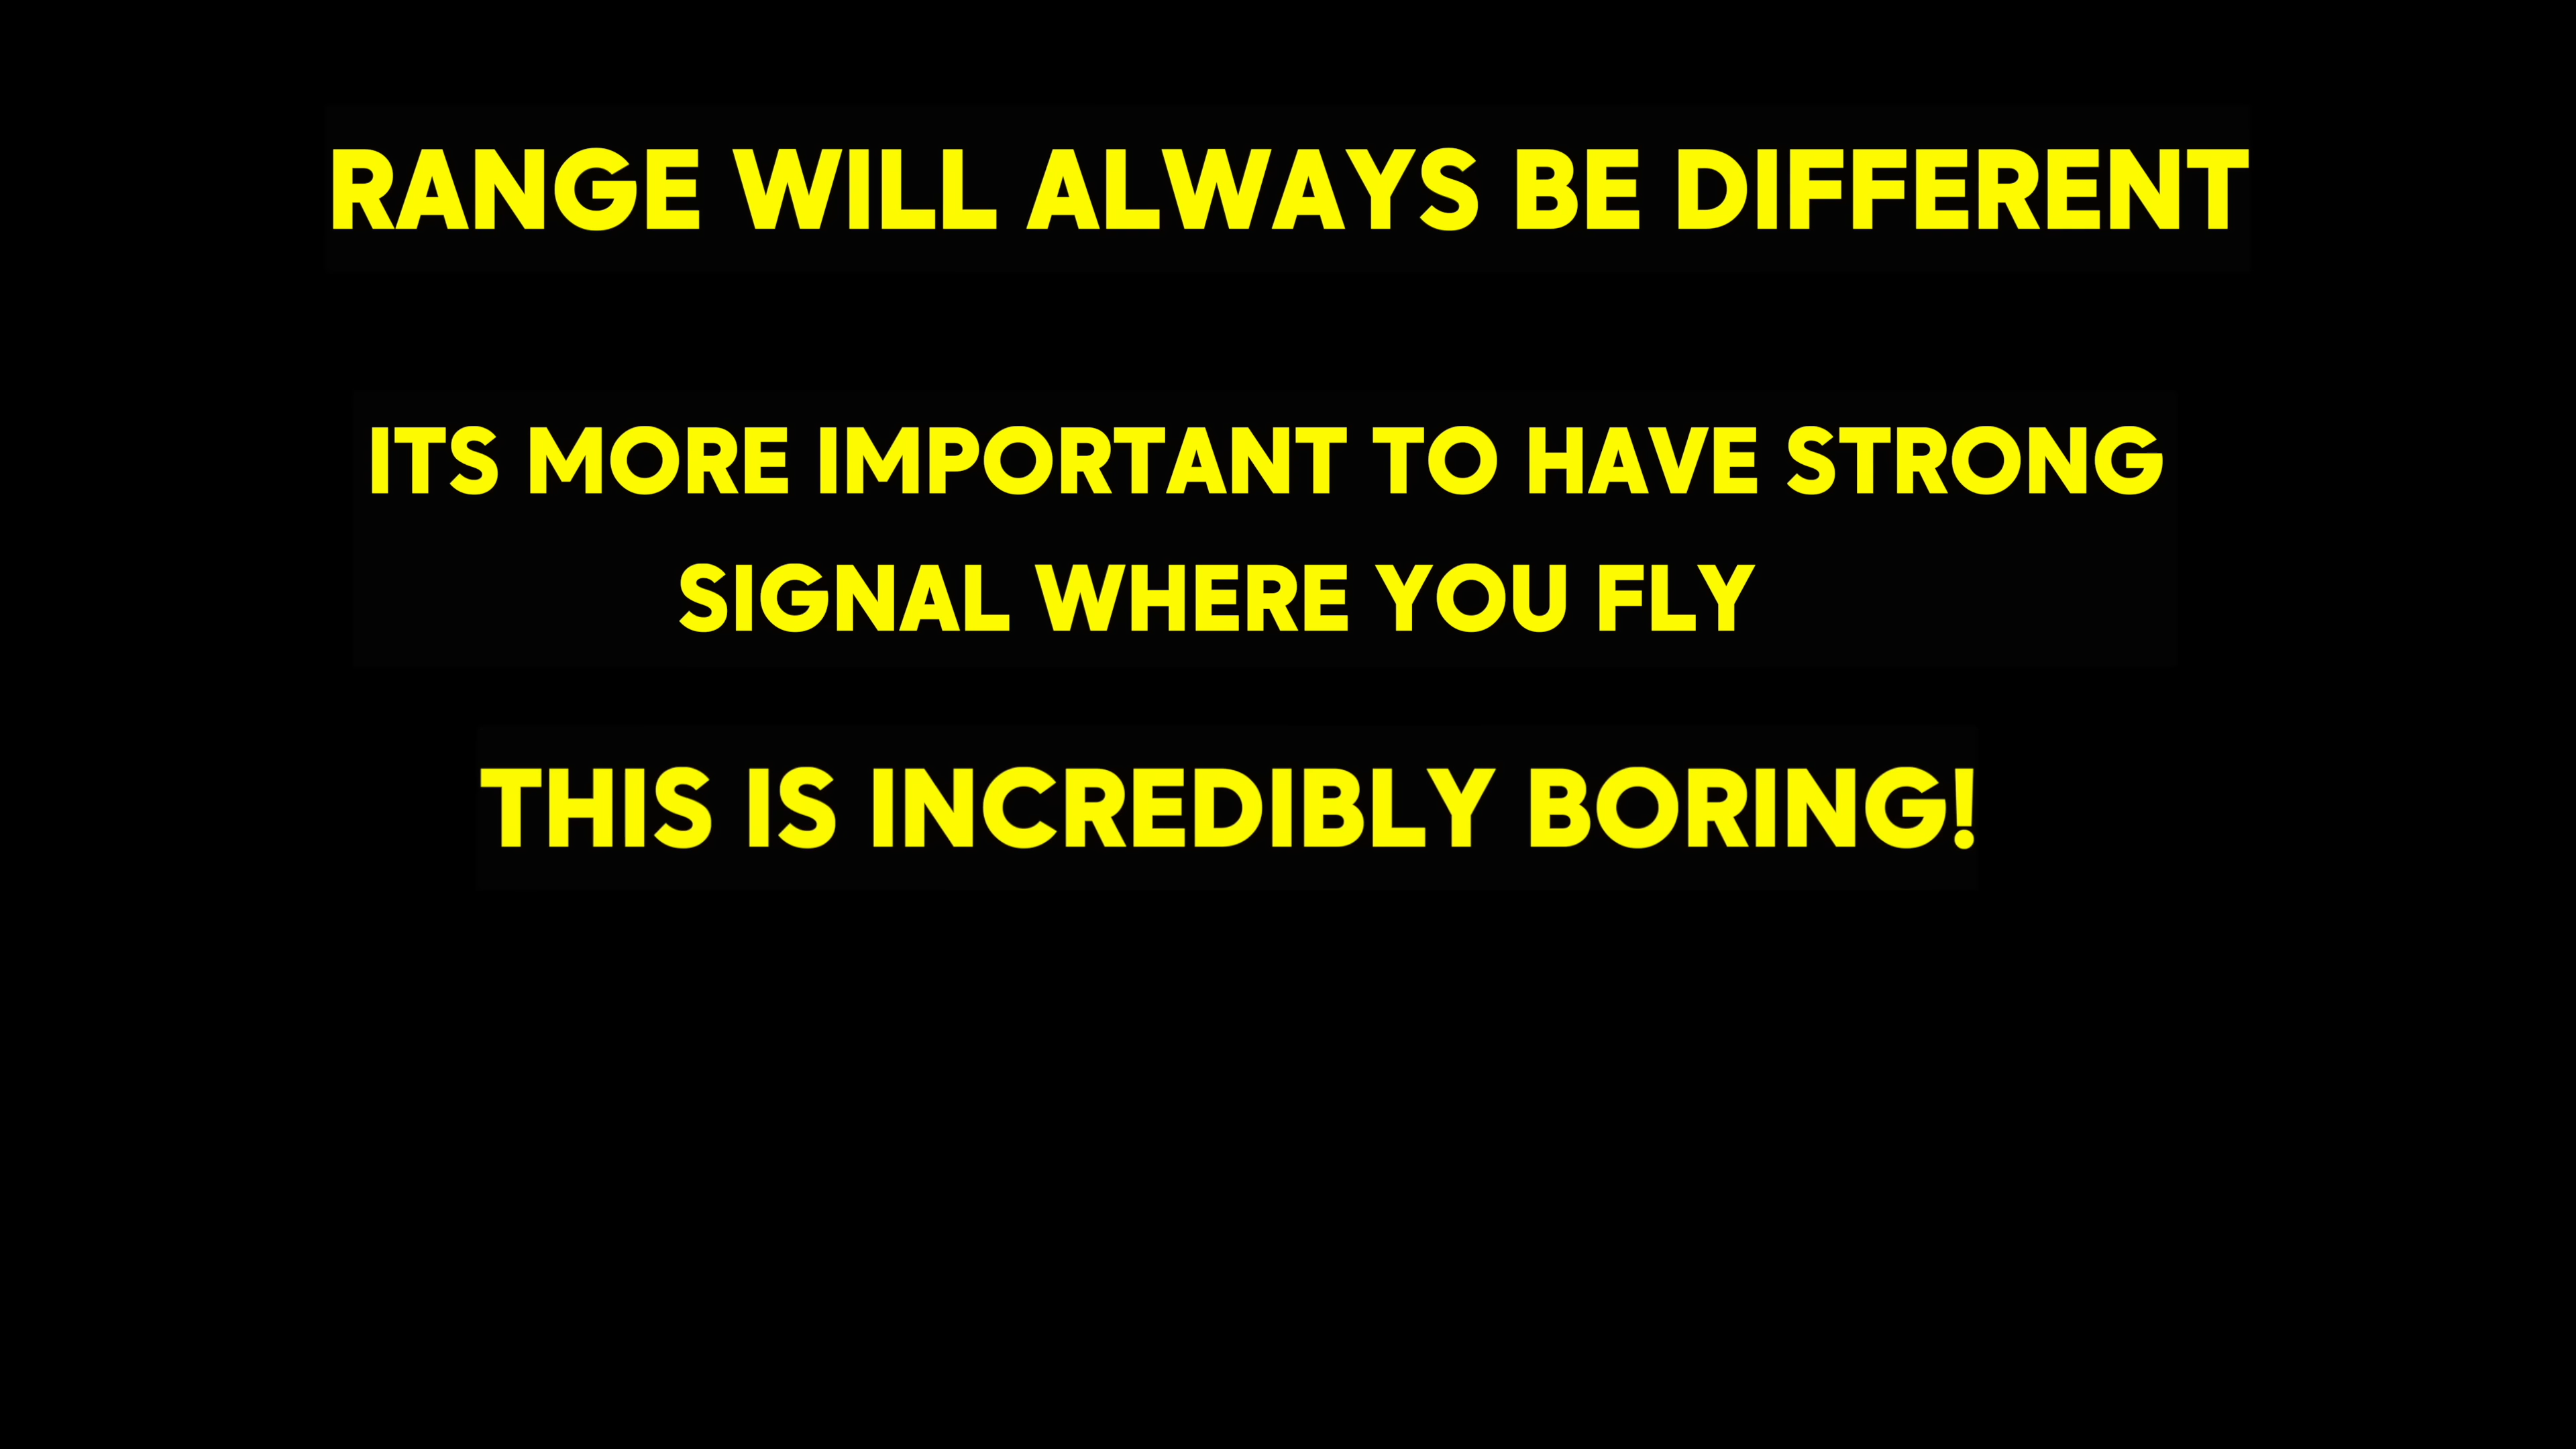 RANGE WILL ALWAYS BE DIFFERENT
ITS MORE IMPORTANT TO HAVE STRONG
SIGNAL WHERE YOU FLY
THIS IS INCREDIBLY BORING!